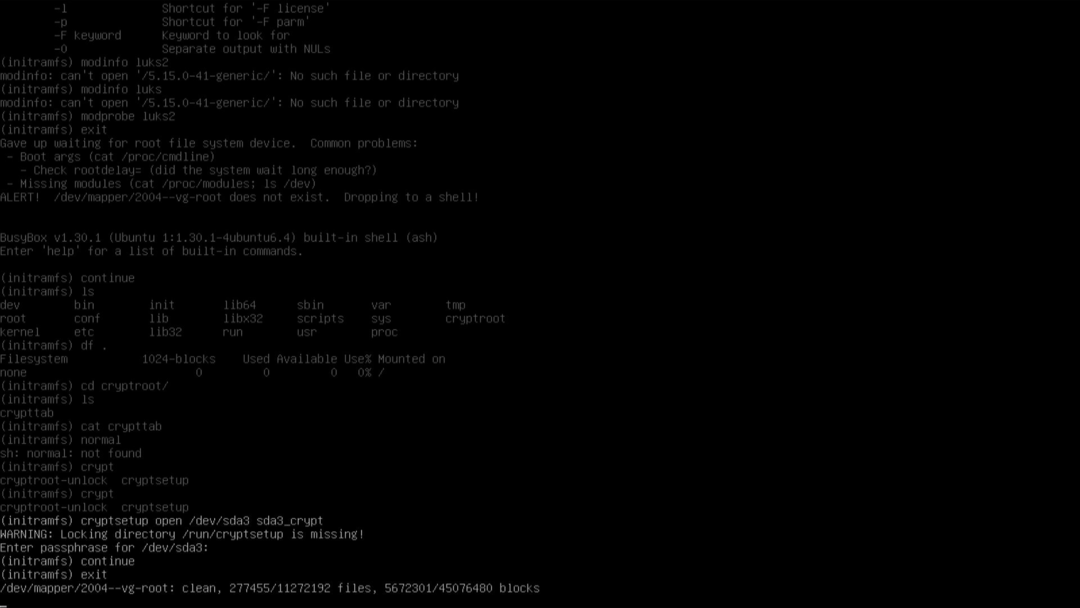 -l Shortcut for '-F license'
-p Shortcut for '-F parm'
-F keyword Keyword to look for
-0 Separate output with NULs
(initramfs) modinfo luks2
modinfo: can't open '/5.15.0-41-generic/': No such file or directory
(initramfs) modinfo luks
modinfo: can't open '/5.15.0-41-generic/': No such file or directory
(initramfs) modprobe luks2
(initramfs) exit
Gave up waiting for root file system device.  Common problems:
- Boot args (cat /proc/cmdline)
- Check rootdelay= (did the system wait long enough?)
- Missing modules (cat /proc/modules; ls /dev)
ALERT!  /dev/mapper/2004--vg-root does not exist.  Dropping to a shell!
BusyBox v1.30.1 (Ubuntu 1:1.30.1-4ubuntu6.4) built-in shell (ash)
Enter 'help' for a list of built-in commands.
(initramfs) continue
(initramfs) ls
dev bin init lib64 sbin var tmp
root conf lib libx32 scripts sys cryptroot
kernel etc lib32 run usr proc
(initramfs) df .
Filesystem 1024-blocks Used Available Use% Mounted on
none 0 0 0 0% /
(initramfs) cd cryptroot/
(initramfs) ls
crypttab
(initramfs) cat crypttab
(initramfs) normal
sh: normal: not found
(initramfs) crypt
cryptroot-unlock  cryptsetup
(initramfs) crypt
cryptroot-unlock  cryptsetup
(initramfs) cryptsetup open /dev/sda3 sda3_crypt
WARNING: Locking directory /run/cryptsetup is missing!
Enter passphrase for /dev/sda3:
(initramfs) continue
(initramfs) exit
/dev/mapper/2004--vg-root: clean, 277455/11272192 files, 5672301/45076480 blocks